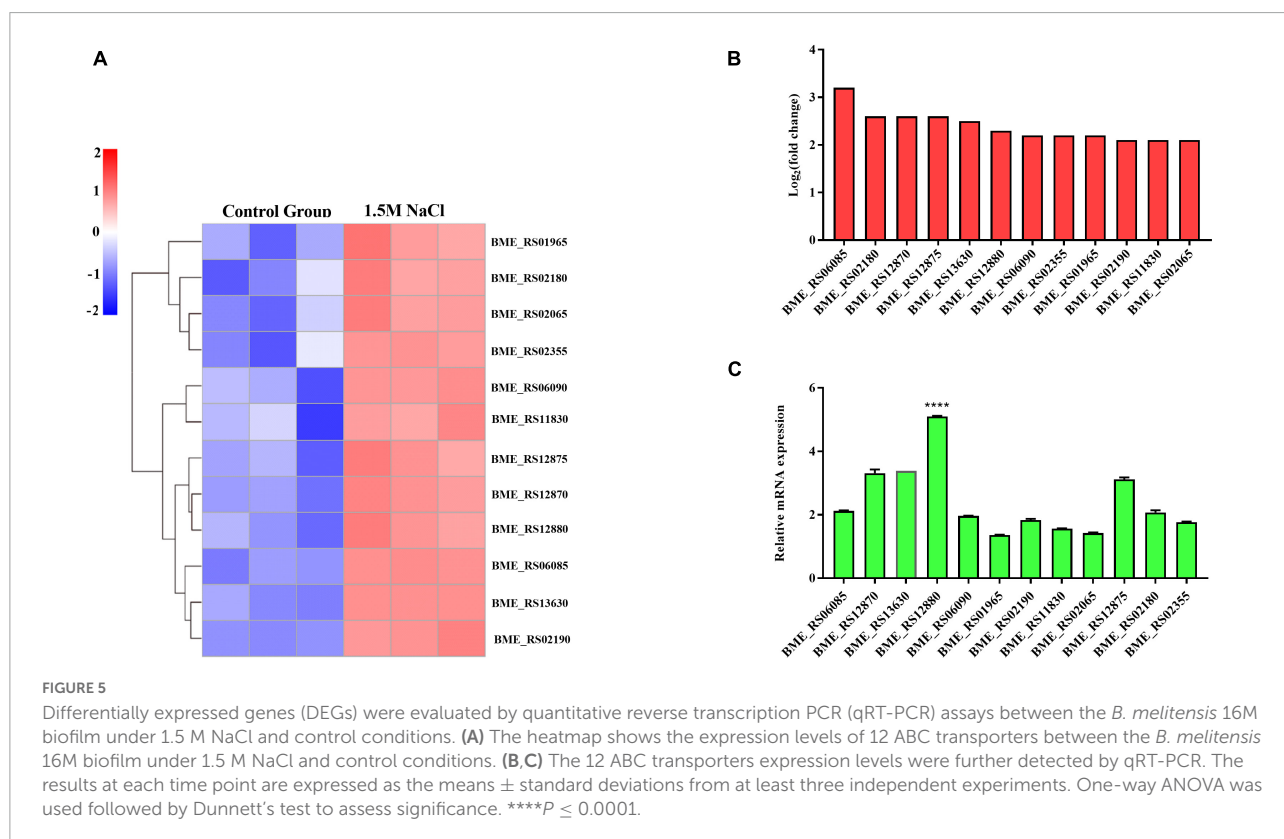 A
2
1
0
-1
-2
Control Group 1.5M NaCl
BME_RS01965
BME_RS02180
BME_RS02065
BME_RS02355
BME_RS06090
BME_RS11830
BME_RS12875
BME_RS12870
BME_RS12880
BME_RS06085
BME_RS13630
BME_RS02190
B
Log2(fold change)
4
3
2
1
0
BME_RS06085
BME_RS02180
BME_RS12870
BME_RS12875
BME_RS13630
BME_RS12880
BME_RS06090
BME_RS02355
BME_RS01965
BME_RS02190
BME_RS11830
BME_RS02065
C
Relative mRNA expression
6
4
2
0
****
BME_RS06085
BME_RS12870
BME_RS13630
BME_RS12880
BME_RS06090
BME_RS01965
BME_RS02190
BME_RS11830
BME_RS02065
BME_RS12875
BME_RS02180
BME_RS02355
FIGURE 5
Differentially expressed genes (DEGs) were evaluated by quantitative reverse transcription PCR (qRT-PCR) assays between the B. melitensis 16M
biofilm under 1.5 M NaCl and control conditions. (A) The heatmap shows the expression levels of 12 ABC transporters between the B. melitensis
16M biofilm under 1.5 M NaCl and control conditions. (B,C) The 12 ABC transporters expression levels were further detected by qRT-PCR. The
results at each time point are expressed as the means ± standard deviations from at least three independent experiments. One-way ANOVA was
used followed by Dunnett's test to assess significance. ****P ≤ 0.0001.